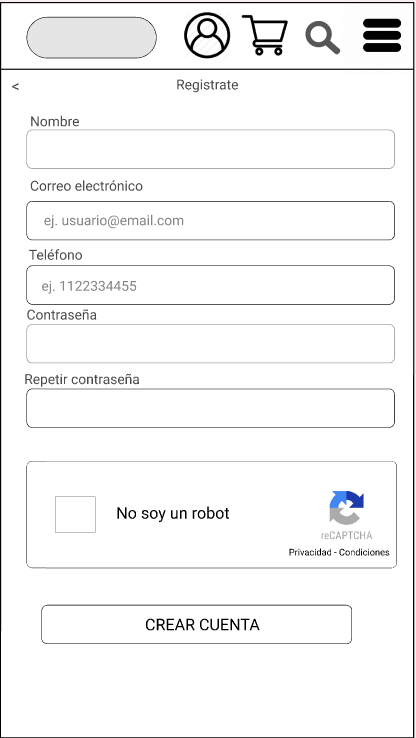 <
Registrate
Nombre
Correo electrónico
ej. usuario@email.com
Teléfono
ej. 1122334455
Contraseña
Repetir contraseña
No soy un robot
reCAPTCHA
Privacidad - Condiciones
CREAR CUENTA